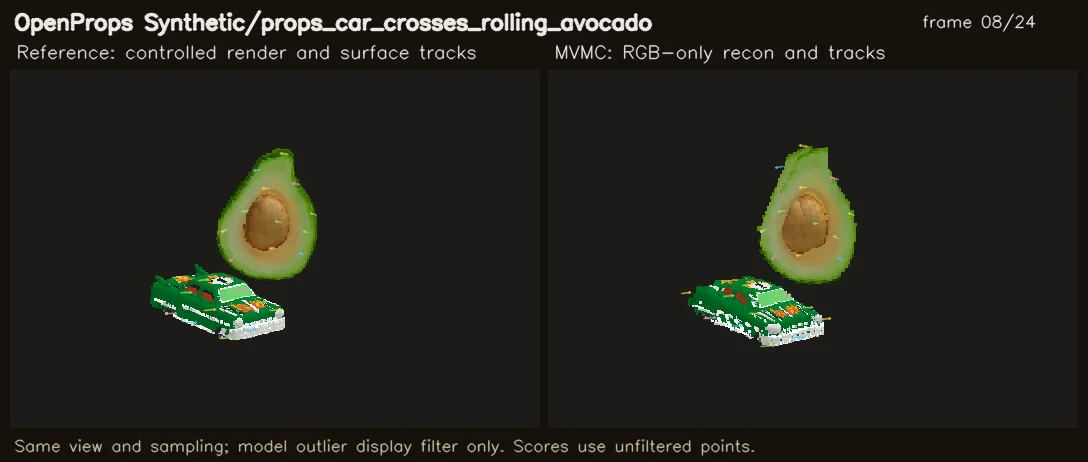 OpenProps Synthetic/props_car_crosses_rolling_avocado
frame 08/24
Reference: controlled render and surface tracks
MVMC: RGB-only recon and tracks
Same view and sampling; model outlier display filter only. Scores use unfiltered points.